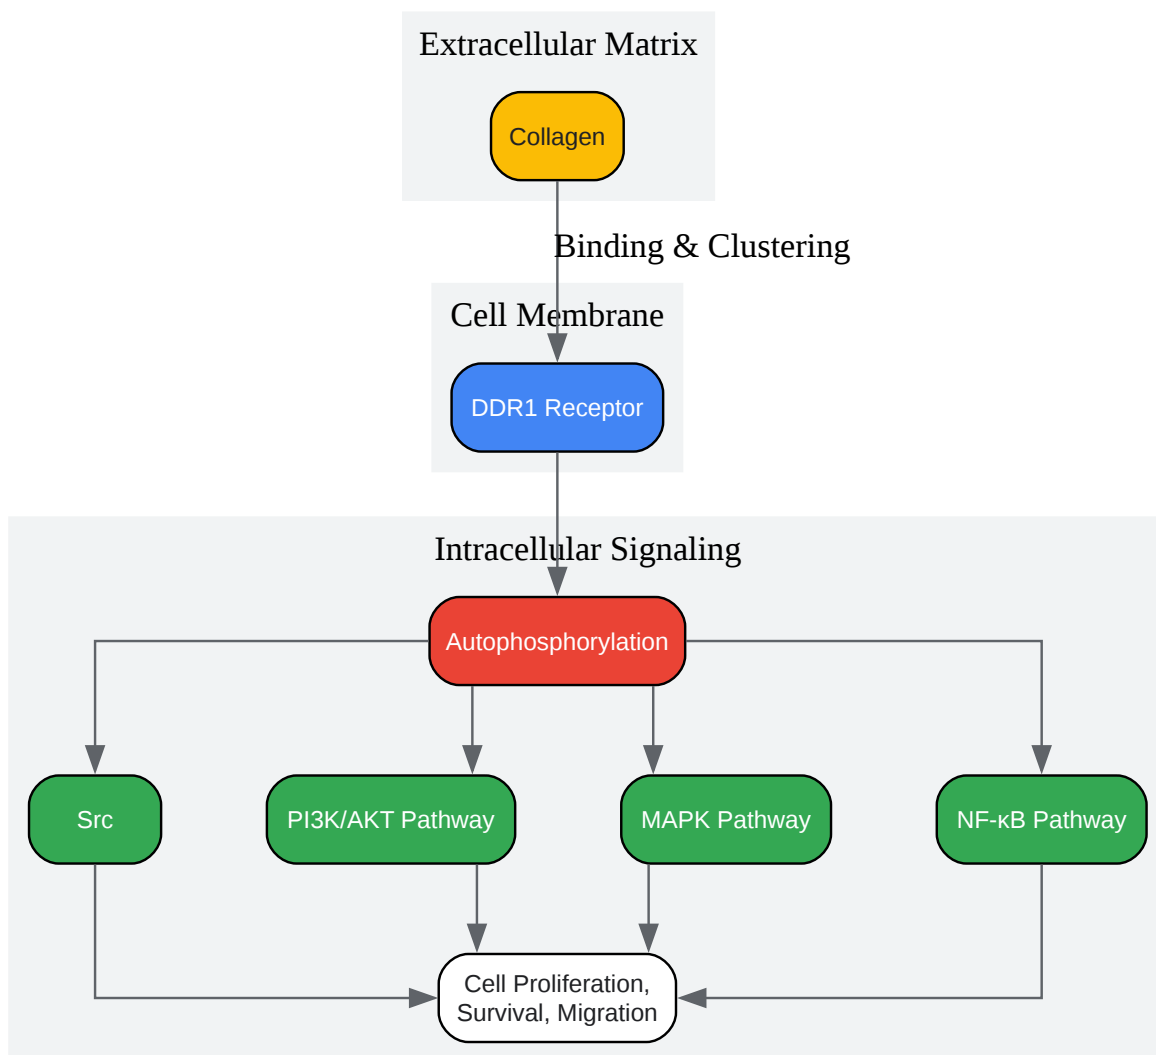 Extracellular Matrix
Collagen
Binding & Clustering
Cell Membrane
DDR1 Receptor
Intracellular Signaling
Autophosphorylation
Src
PI3K/AKT Pathway
MAPK Pathway
NF-κB Pathway
Cell Proliferation,
Survival, Migration